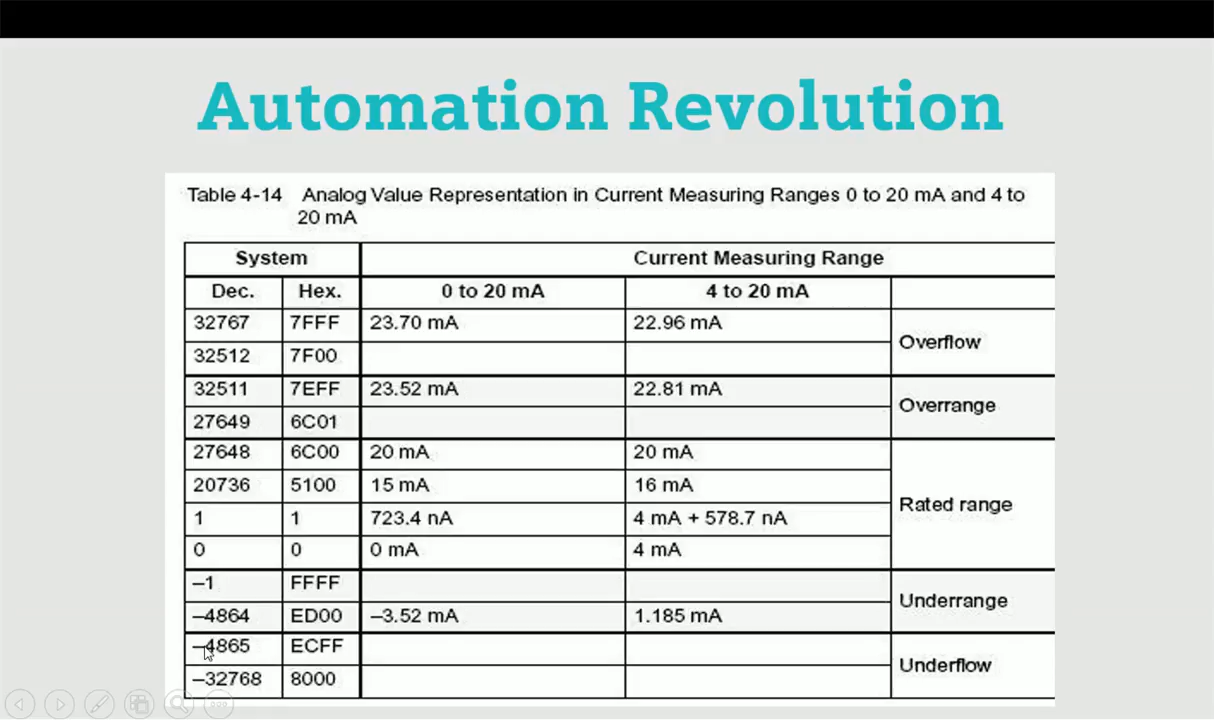 Automation Revolution
Table 4-14 Analog Value Representation in Current Measuring Ranges 0 to 20 mA and 4 to
20 mA
System Current Measuring Range
Dec. Hex. 0 to 20 mA 4 to 20 mA
32767 7FFF 23.70 mA 22.96 mA
Overflow
32512 7F00
32511 7EFF 23.52 mA 22.81 mA
Overrange
27649 6C01
27648 6C00 20 mA 20 mA
20736 5100 15 mA 16 mA
Rated range
1 1 723.4 nA 4 mA + 578.7 nA
0 0 0 mA 4 mA
–1 FFFF
Underrange
–4864 ED00 –3.52 mA 1.185 mA
–4865 ECFF
Underflow
–32768 8000